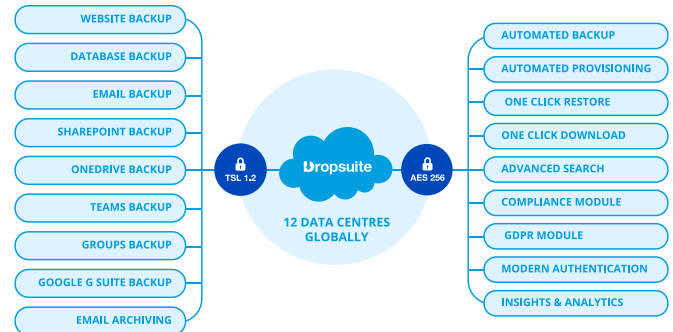 WEBSITE BACKUP
DATABASE BACKUP
EMAIL BACKUP
SHAREPOINT BACKUP
ONEDRIVE BACKUP
TEAMS BACKUP
GROUPS BACKUP
GOOGLE G SUITE BACKUP
EMAIL ARCHIVING
TSL 1.2
Dropsuite
12 DATA CENTRES
GLOBALLY
AES 256
AUTOMATED BACKUP
AUTOMATED PROVISIONING
ONE CLICK RESTORE
ONE CLICK DOWNLOAD
ADVANCED SEARCH
COMPLIANCE MODULE
GDPR MODULE
MODERN AUTHENTICATION
INSIGHTS & ANALYTICS